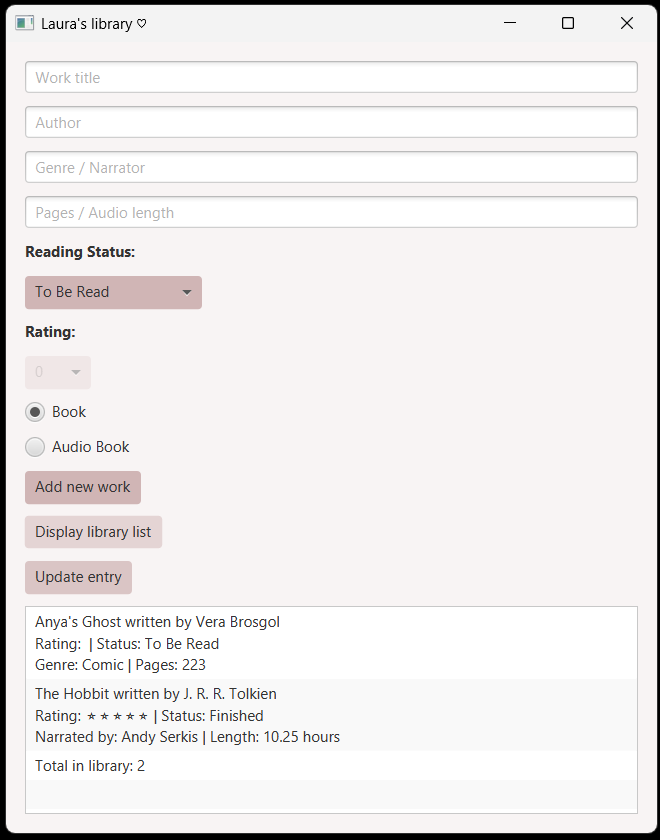 Laura's library ♡
Work title
Author
Genre / Narrator
Pages / Audio length
Reading Status:
To Be Read
Rating:
0
Book
Audio Book
Add new work
Display library list
Update entry
Anya's Ghost written by Vera Brosgol
Rating:  | Status: To Be Read
Genre: Comic | Pages: 223
The Hobbit written by J. R. R. Tolkien
Rating: ★ ★ ★ ★ ★ | Status: Finished
Narrated by: Andy Serkis | Length: 10.25 hours
Total in library: 2